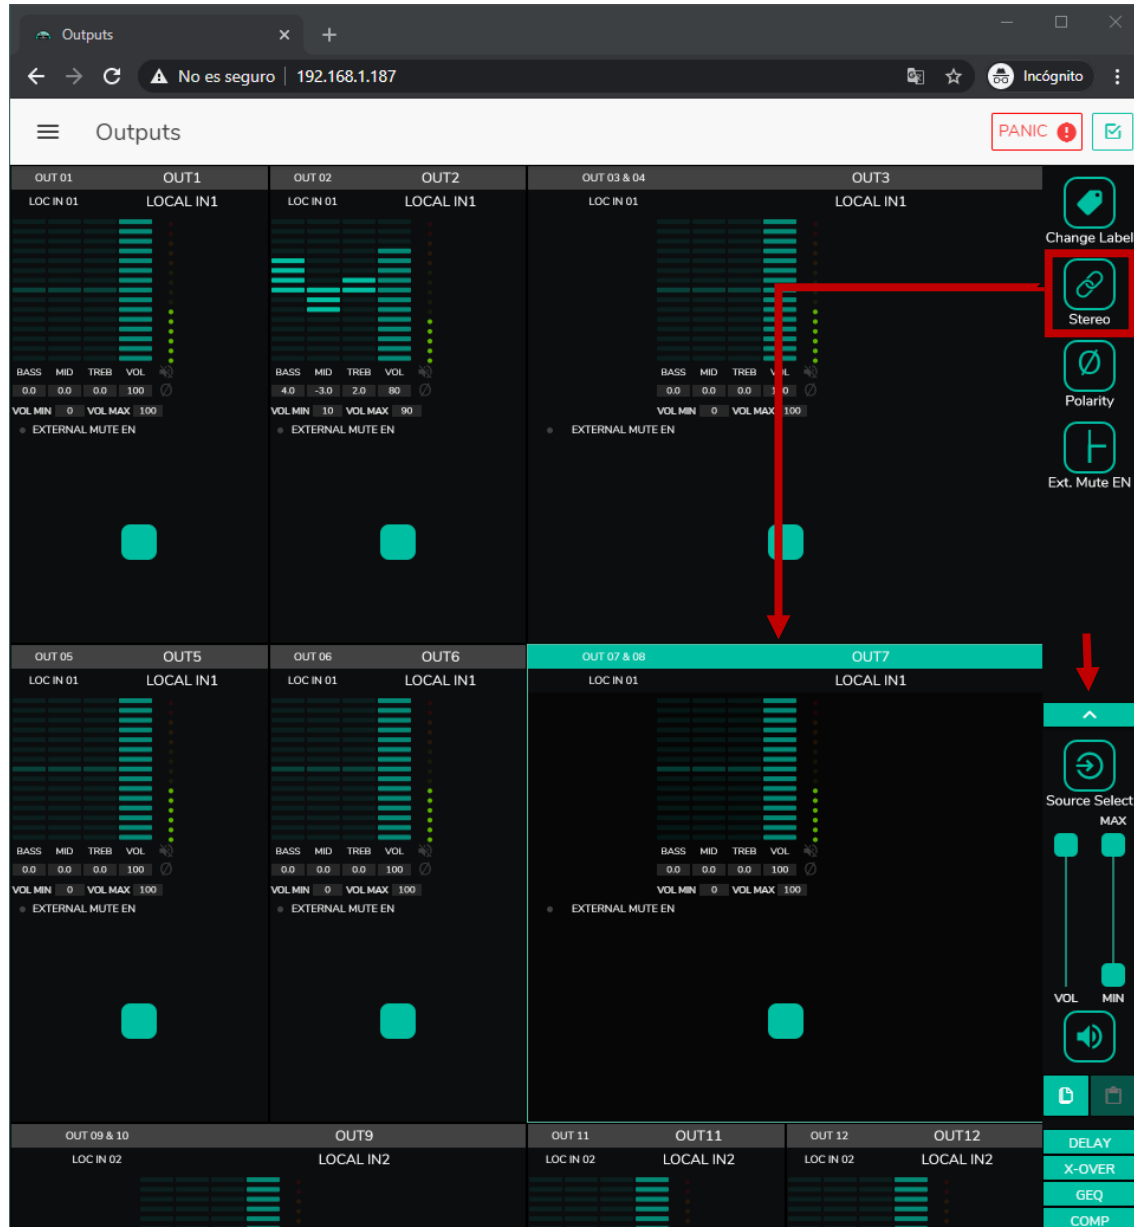 Outputs
No es seguro | 192.168.1.187
Incógnito
Outputs
PANIC
OUT 01 OUT1
LOC IN 01 LOCAL IN1
BASS MID TREB VOL
0.0 0.0 0.0 100
VOL MIN 0 VOL MAX 100
EXTERNAL MUTE EN
OUT 02 OUT2
LOC IN 01 LOCAL IN1
BASS MID TREB VOL
4.0 -3.0 2.0 80
VOL MIN 10 VOL MAX 90
EXTERNAL MUTE EN
OUT 03 & 04 OUT3
LOC IN 01 LOCAL IN1
BASS MID TREB VOL
0.0 0.0 0.0 100
VOL MIN 0 VOL MAX 100
EXTERNAL MUTE EN
Change Label
Stereo
Polarity
Ext. Mute EN
OUT 05 OUT5
LOC IN 01 LOCAL IN1
BASS MID TREB VOL
0.0 0.0 0.0 100
VOL MIN 0 VOL MAX 100
EXTERNAL MUTE EN
OUT 06 OUT6
LOC IN 01 LOCAL IN1
BASS MID TREB VOL
0.0 0.0 0.0 100
VOL MIN 0 VOL MAX 100
EXTERNAL MUTE EN
OUT 07 & 08 OUT7
LOC IN 01 LOCAL IN1
BASS MID TREB VOL
0.0 0.0 0.0 100
VOL MIN 0 VOL MAX 100
EXTERNAL MUTE EN
Source Select
MAX
VOL MIN
OUT 09 & 10 OUT9
LOC IN 02 LOCAL IN2
OUT 11 OUT11
LOC IN 02 LOCAL IN2
OUT 12 OUT12
LOC IN 02 LOCAL IN2
DELAY
X-OVER
GEQ
COMP